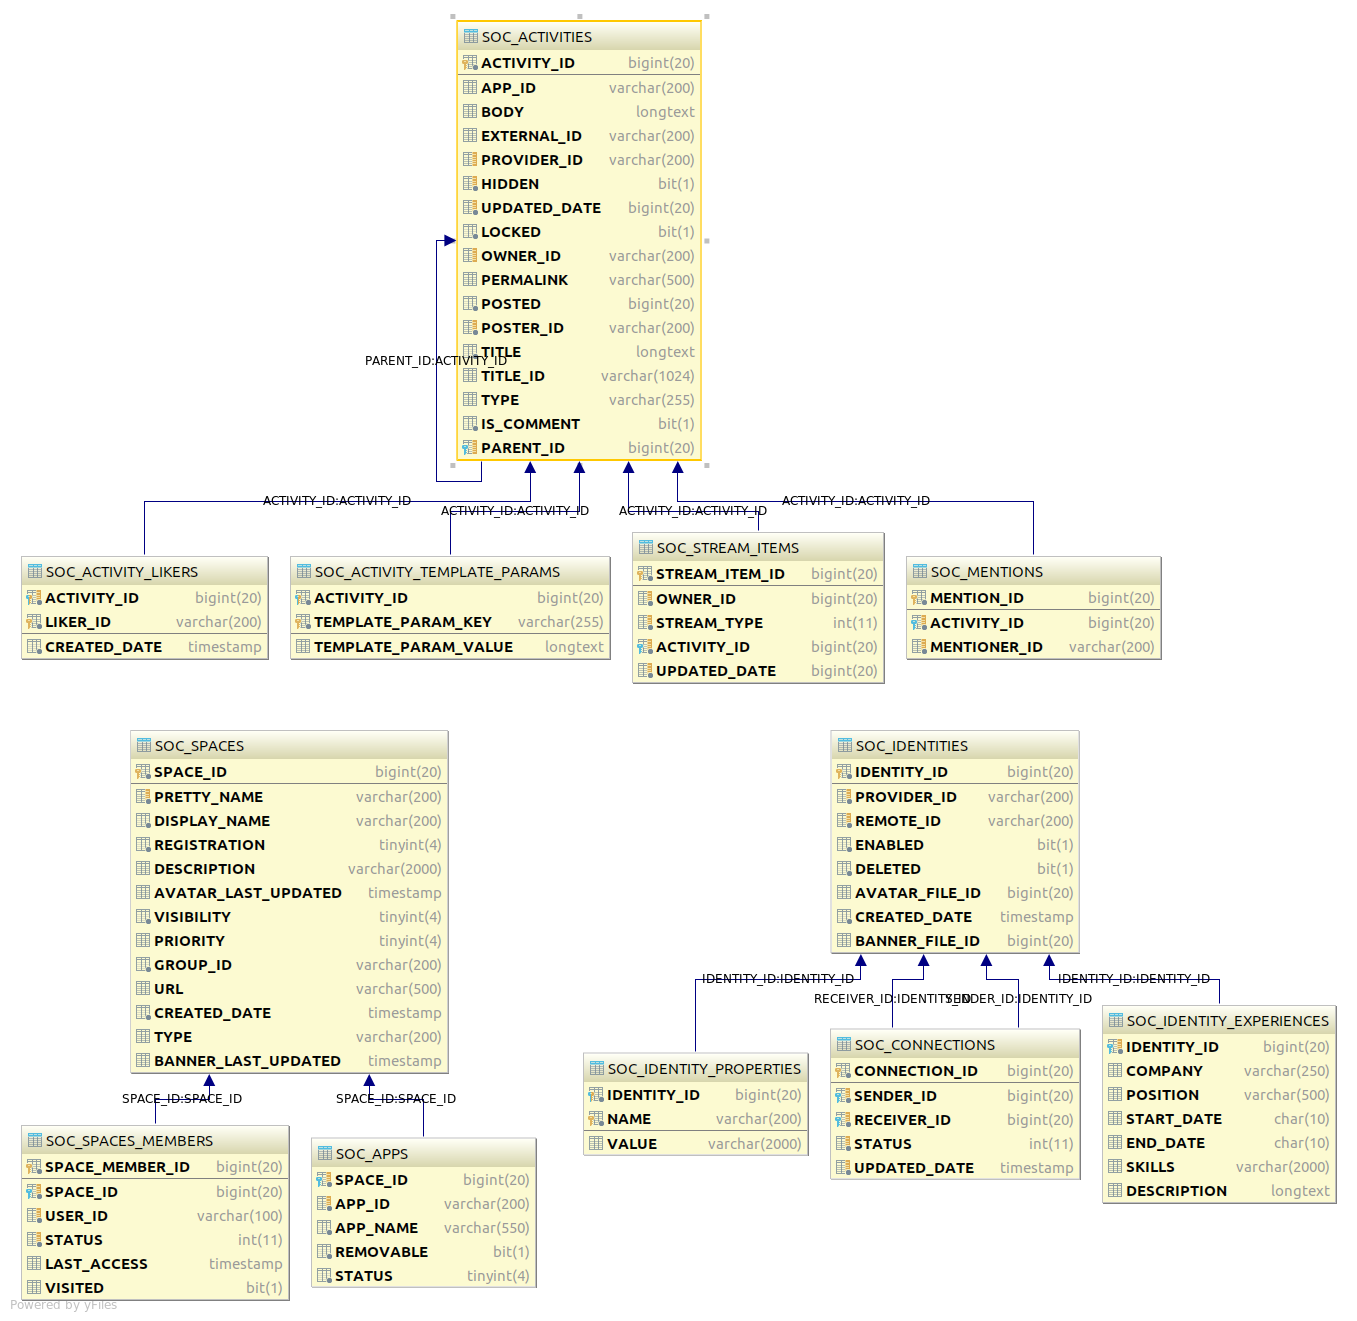 SOC_ACTIVITIES
ACTIVITY_ID bigint(20)
APP_ID varchar(200)
BODY longtext
EXTERNAL_ID varchar(200)
PROVIDER_ID varchar(200)
HIDDEN bit(1)
UPDATED_DATE bigint(20)
LOCKED bit(1)
OWNER_ID varchar(200)
PERMALINK varchar(500)
POSTED bigint(20)
POSTER_ID varchar(200)
TITLE longtext
PARENT_ID:ACTIVITY_ID
TITLE_ID varchar(1024)
TYPE varchar(255)
IS_COMMENT bit(1)
PARENT_ID bigint(20)
ACTIVITY_ID:ACTIVITY_ID
ACTIVITY_ID:ACTIVITY_ID
ACTIVITY_ID:ACTIVITY_ID
ACTIVITY_ID:ACTIVITY_ID
SOC_ACTIVITY_LIKERS
ACTIVITY_ID bigint(20)
LIKER_ID varchar(200)
CREATED_DATE timestamp
SOC_ACTIVITY_TEMPLATE_PARAMS
ACTIVITY_ID bigint(20)
TEMPLATE_PARAM_KEY varchar(255)
TEMPLATE_PARAM_VALUE longtext
SOC_STREAM_ITEMS
STREAM_ITEM_ID bigint(20)
OWNER_ID bigint(20)
STREAM_TYPE int(11)
ACTIVITY_ID bigint(20)
UPDATED_DATE bigint(20)
SOC_MENTIONS
MENTION_ID bigint(20)
ACTIVITY_ID bigint(20)
MENTIONER_ID varchar(200)
SOC_SPACES
SPACE_ID bigint(20)
PRETTY_NAME varchar(200)
DISPLAY_NAME varchar(200)
REGISTRATION tinyint(4)
DESCRIPTION varchar(2000)
AVATAR_LAST_UPDATED timestamp
VISIBILITY tinyint(4)
PRIORITY tinyint(4)
GROUP_ID varchar(200)
URL varchar(500)
CREATED_DATE timestamp
TYPE varchar(200)
BANNER_LAST_UPDATED timestamp
SPACE_ID:SPACE_ID
SPACE_ID:SPACE_ID
SOC_SPACES_MEMBERS
SPACE_MEMBER_ID bigint(20)
SPACE_ID bigint(20)
USER_ID varchar(100)
STATUS int(11)
LAST_ACCESS timestamp
VISITED bit(1)
SOC_APPS
SPACE_ID bigint(20)
APP_ID varchar(200)
APP_NAME varchar(550)
REMOVABLE bit(1)
STATUS tinyint(4)
SOC_IDENTITIES
IDENTITY_ID bigint(20)
PROVIDER_ID varchar(200)
REMOTE_ID varchar(200)
ENABLED bit(1)
DELETED bit(1)
AVATAR_FILE_ID bigint(20)
CREATED_DATE timestamp
BANNER_FILE_ID bigint(20)
IDENTITY_ID:IDENTITY_ID
IDENTITY_ID:IDENTITY_ID
RECEIVER_ID:IDENTITY_ID
SENDER_ID:IDENTITY_ID
SOC_IDENTITY_PROPERTIES
IDENTITY_ID bigint(20)
NAME varchar(200)
VALUE varchar(2000)
SOC_CONNECTIONS
CONNECTION_ID bigint(20)
SENDER_ID bigint(20)
RECEIVER_ID bigint(20)
STATUS int(11)
UPDATED_DATE timestamp
SOC_IDENTITY_EXPERIENCES
IDENTITY_ID bigint(20)
COMPANY varchar(250)
POSITION varchar(500)
START_DATE char(10)
END_DATE char(10)
SKILLS varchar(2000)
DESCRIPTION longtext
Powered by yFiles